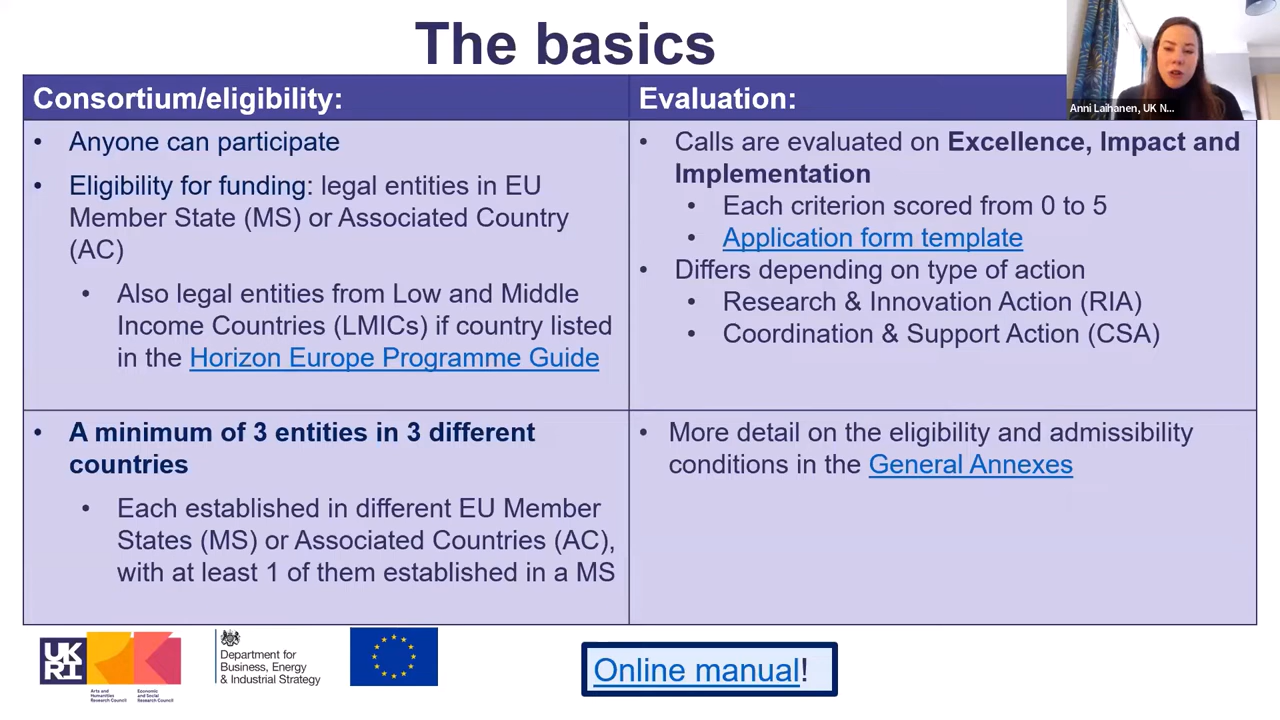 The basics
Anni Laihanen, UK N...
Consortium/eligibility:
• Anyone can participate
• Eligibility for funding: legal entities in EU
Member State (MS) or Associated Country
(AC)
• Also legal entities from Low and Middle
Income Countries (LMICs) if country listed
in the Horizon Europe Programme Guide
Evaluation:
• Calls are evaluated on Excellence, Impact and
Implementation
• Each criterion scored from 0 to 5
• Application form template
• Differs depending on type of action
• Research & Innovation Action (RIA)
• Coordination & Support Action (CSA)
• A minimum of 3 entities in 3 different
countries
• Each established in different EU Member
States (MS) or Associated Countries (AC),
with at least 1 of them established in a MS
• More detail on the eligibility and admissibility
conditions in the General Annexes
UK
RI
Arts and
Humanities
Research Council
Economic and
Social
Research Council
Department for
Business, Energy
& Industrial Strategy
Online manual!